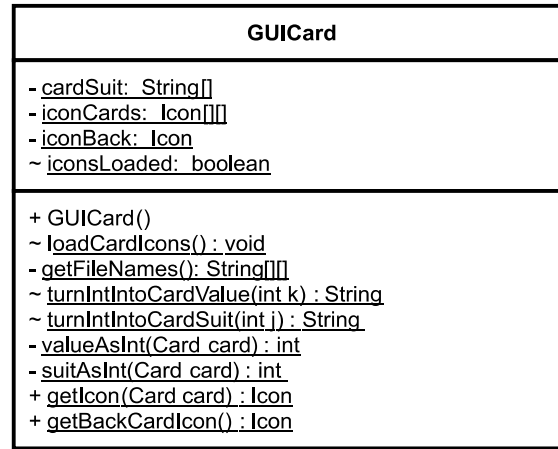 GUICard
- cardSuit: String[]
- iconCards: Icon[][]
- iconBack: Icon
~ iconsLoaded: boolean
+ GUICard()
~ loadCardIcons() : void
- getFileNames(): String[][]
~ turnIntIntoCardValue(int k) : String
~ turnIntIntoCardSuit(int j) : String
- valueAsInt(Card card) : int
- suitAsInt(Card card) : int
+ getIcon(Card card) : Icon
+ getBackCardIcon() : Icon